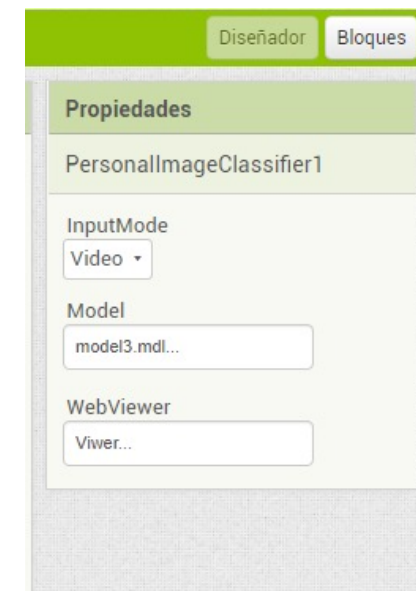 Diseñador Bloques
Propiedades
PersonalImageClassifier1
InputMode
Video
Model
model3.mdl...
WebViewer
Viwer...